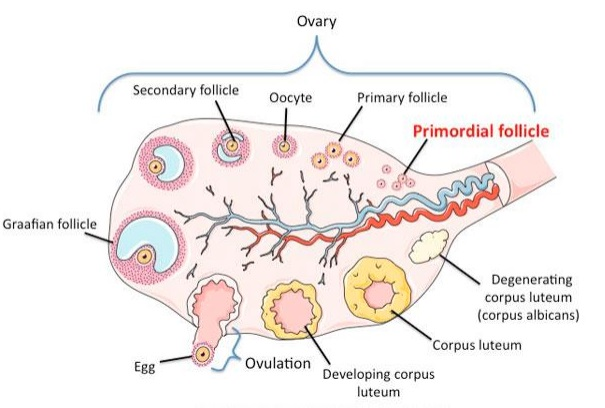 Ovary
Secondary follicle
Oocyte
Primary follicle
Primordial follicle
Graafian follicle
Degenerating
corpus luteum
(corpus albicans)
Corpus luteum
Ovulation
Egg
Developing corpus
luteum